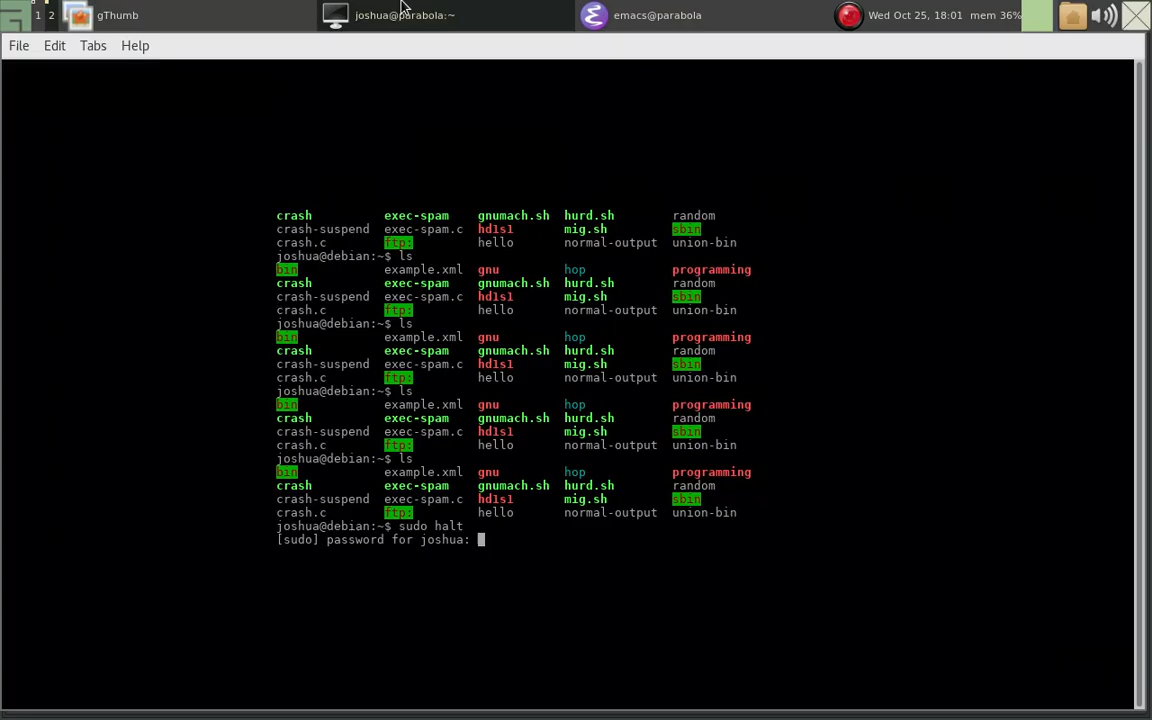 1 2 gThumb joshua@parabola:~ emacs@parabola Wed Oct 25, 18:01 mem 36%
File Edit Tabs Help
crash exec-spam gnumach.sh hurd.sh random
crash-suspend exec-spam.c hd1s1 mig.sh sbin
crash.c ftp: hello normal-output union-bin
joshua@debian:~$ ls
bin example.xml gnu hop programming
crash exec-spam gnumach.sh hurd.sh random
crash-suspend exec-spam.c hd1s1 mig.sh sbin
crash.c ftp: hello normal-output union-bin
joshua@debian:~$ ls
bin example.xml gnu hop programming
crash exec-spam gnumach.sh hurd.sh random
crash-suspend exec-spam.c hd1s1 mig.sh sbin
crash.c ftp: hello normal-output union-bin
joshua@debian:~$ ls
bin example.xml gnu hop programming
crash exec-spam gnumach.sh hurd.sh random
crash-suspend exec-spam.c hd1s1 mig.sh sbin
crash.c ftp: hello normal-output union-bin
joshua@debian:~$ ls
bin example.xml gnu hop programming
crash exec-spam gnumach.sh hurd.sh random
crash-suspend exec-spam.c hd1s1 mig.sh sbin
crash.c ftp: hello normal-output union-bin
joshua@debian:~$ sudo halt
[sudo] password for joshua: